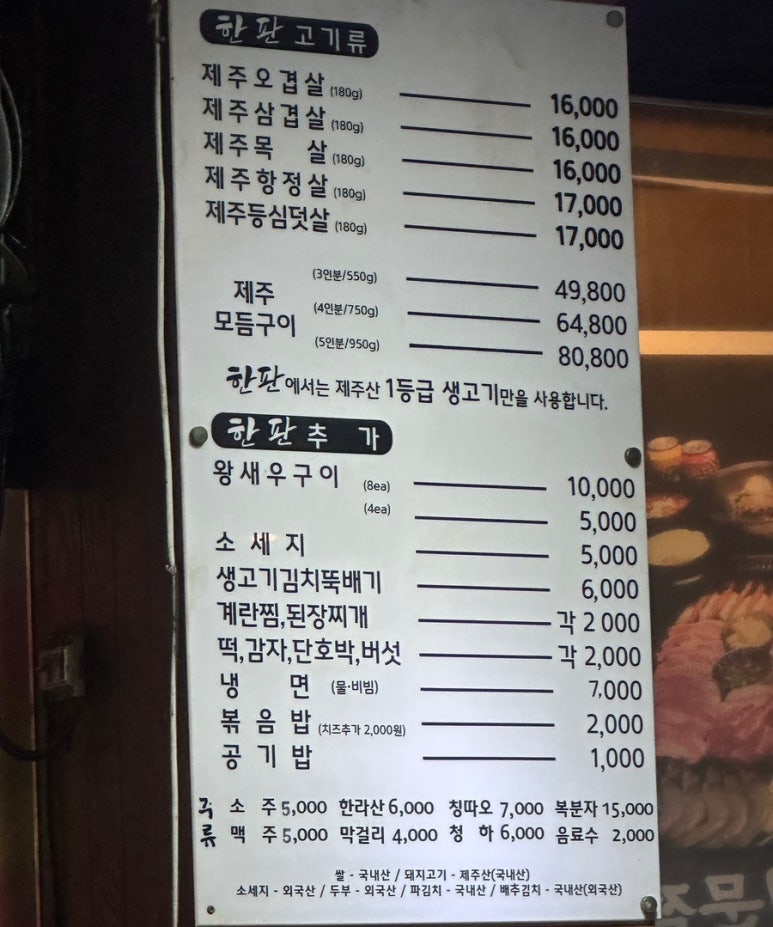 한판고기류
제주오겹살 (180g) 16,000
제주삼겹살 (180g) 16,000
제주목 살 (180g) 16,000
제주항정살 (180g) 17,000
제주등심덧살 (180g) 17,000
제주 모듬구이
(3인분/550g) 49,800
(4인분/750g) 64,800
(5인분/950g) 80,800
한판에서는 제주산 1등급 생고기만을 사용합니다.
한판추 가
왕새우구이 (8ea) 10,000
(4ea) 5,000
소 세 지 5,000
생고기김치뚝배기 6,000
계란찜,된장찌개 각 2 000
떡,감자,단호박,버섯 각 2,000
냉 면 (물·비빔) 7,000
볶 음 밥 (치즈추가 2,000원) 2,000
공 기 밥 1,000
주류
소 주 5,000 한라산 6,000 칭따오 7,000 복분자 15,000
맥 주 5,000 막걸리 4,000 청 하 6,000 음료수 2,000
쌀 - 국내산 / 돼지고기 - 제주산(국내산)
소세지 - 외국산 / 두부 - 외국산 / 파김치 - 국내산 / 배추김치 - 국내산(외국산)